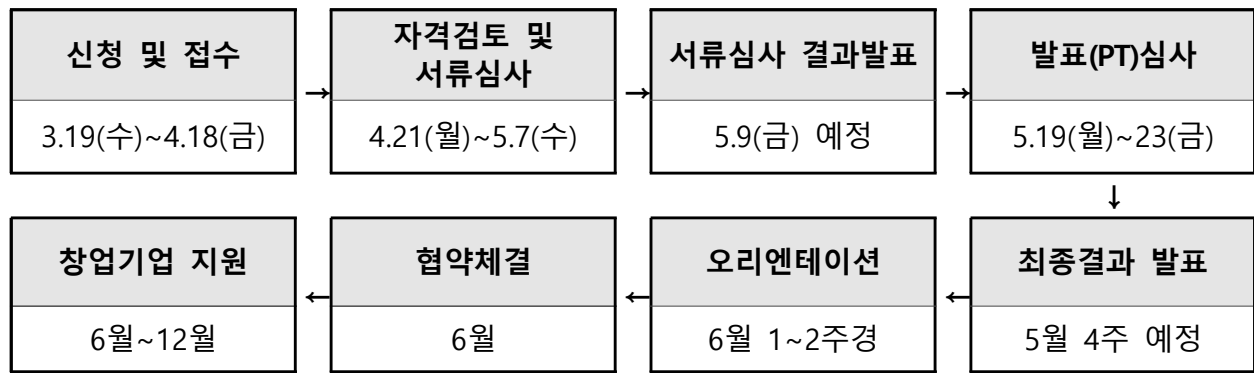 신청 및 접수
3.19(수)~4.18(금)
→
자격검토 및
서류심사
4.21(월)~5.7(수)
→
서류심사 결과발표
5.9(금) 예정
→
발표(PT)심사
5.19(월)~23(금)
↓
최종결과 발표
5월 4주 예정
←
오리엔테이션
6월 1~2주경
←
협약체결
6월
←
창업기업 지원
6월~12월